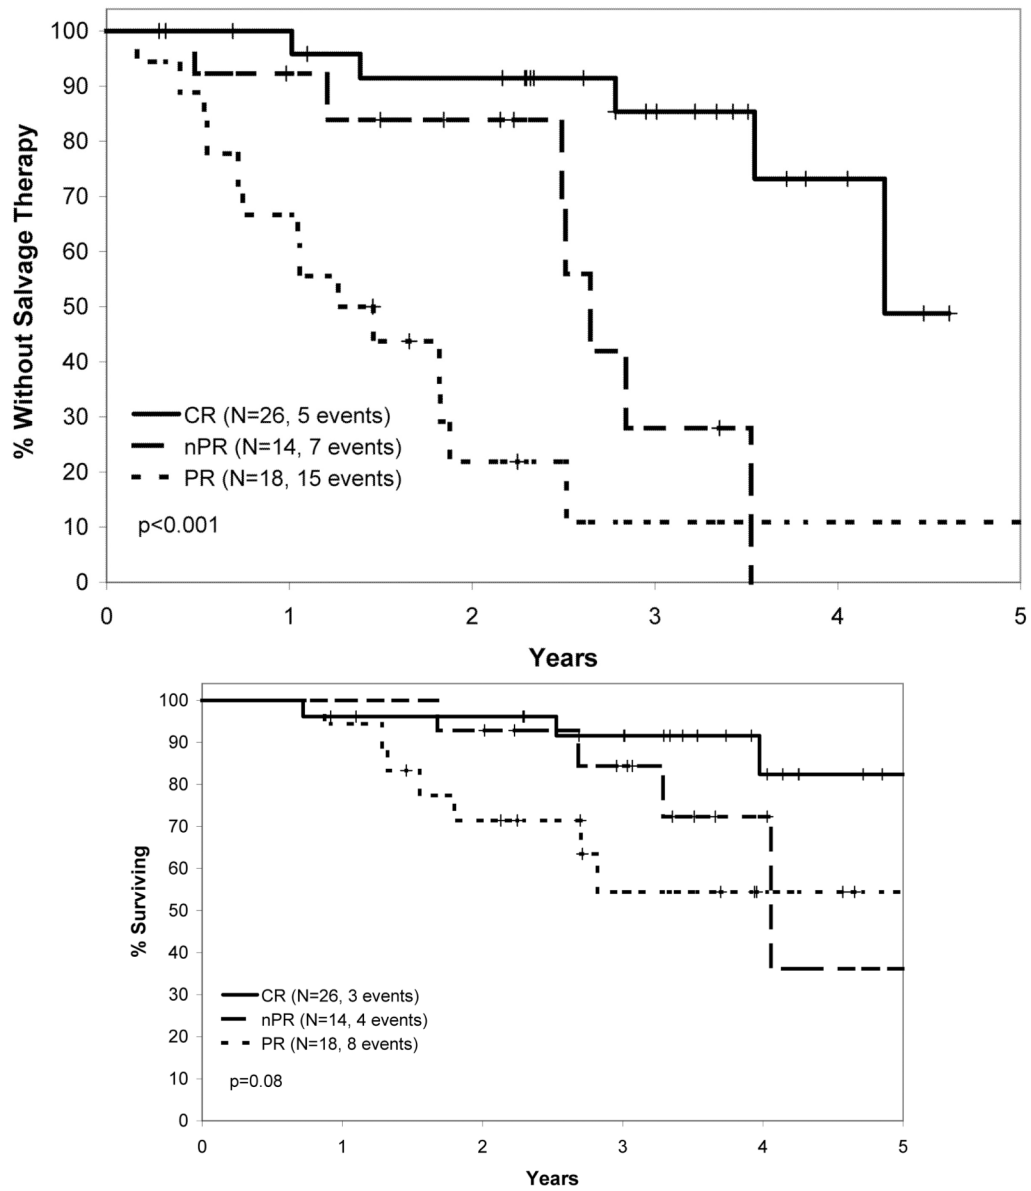 100
90
80
70
60
50
40
30
20
10
0
% Without Salvage Therapy
CR (N=26, 5 events)
nPR (N=14, 7 events)
PR (N=18, 15 events)
p<0.001
0 1 2 3 4 5
Years
100
90
80
70
60
50
40
30
20
10
0
% Surviving
CR (N=26, 3 events)
nPR (N=14, 4 events)
PR (N=18, 8 events)
p=0.08
0 1 2 3 4 5
Years